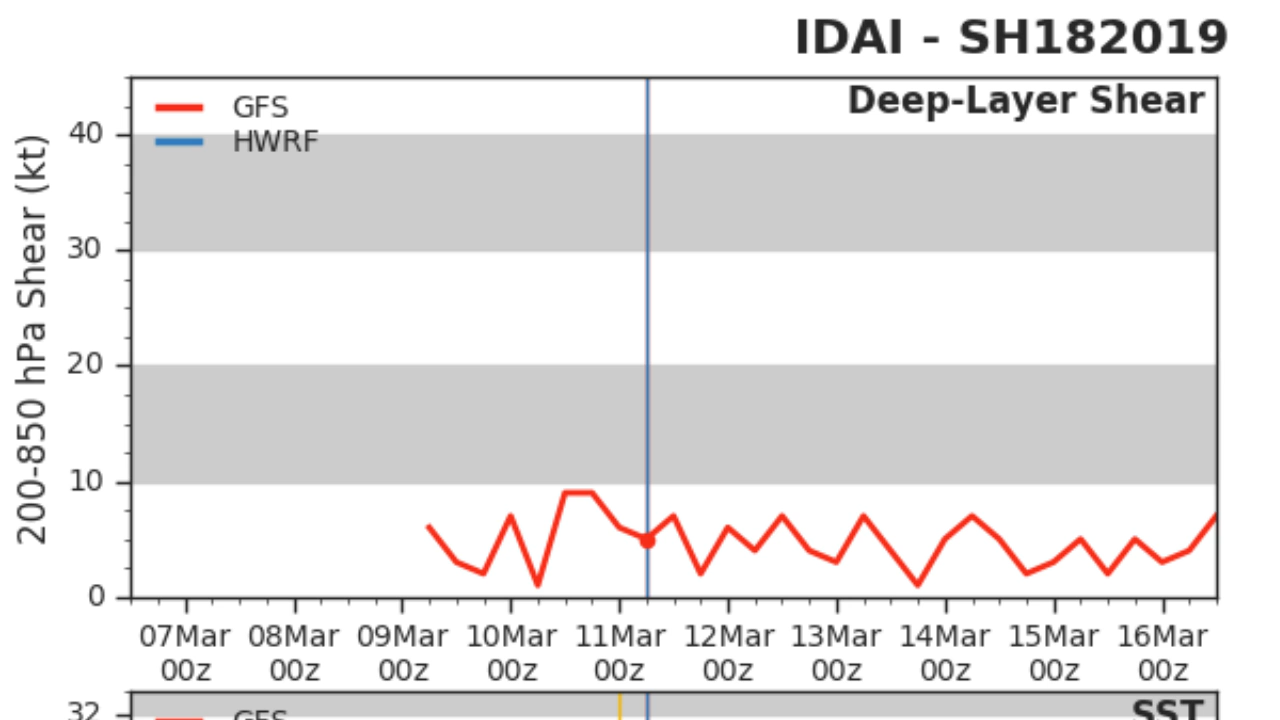 IDAI - SH182019
Deep-Layer Shear
GFS
HWRF
200-850 hPa Shear (kt)
40
30
20
10
0
07Mar 08Mar 09Mar 10Mar 11Mar 12Mar 13Mar 14Mar 15Mar 16Mar
00z 00z 00z 00z 00z 00z 00z 00z 00z 00z
32 GFS SST